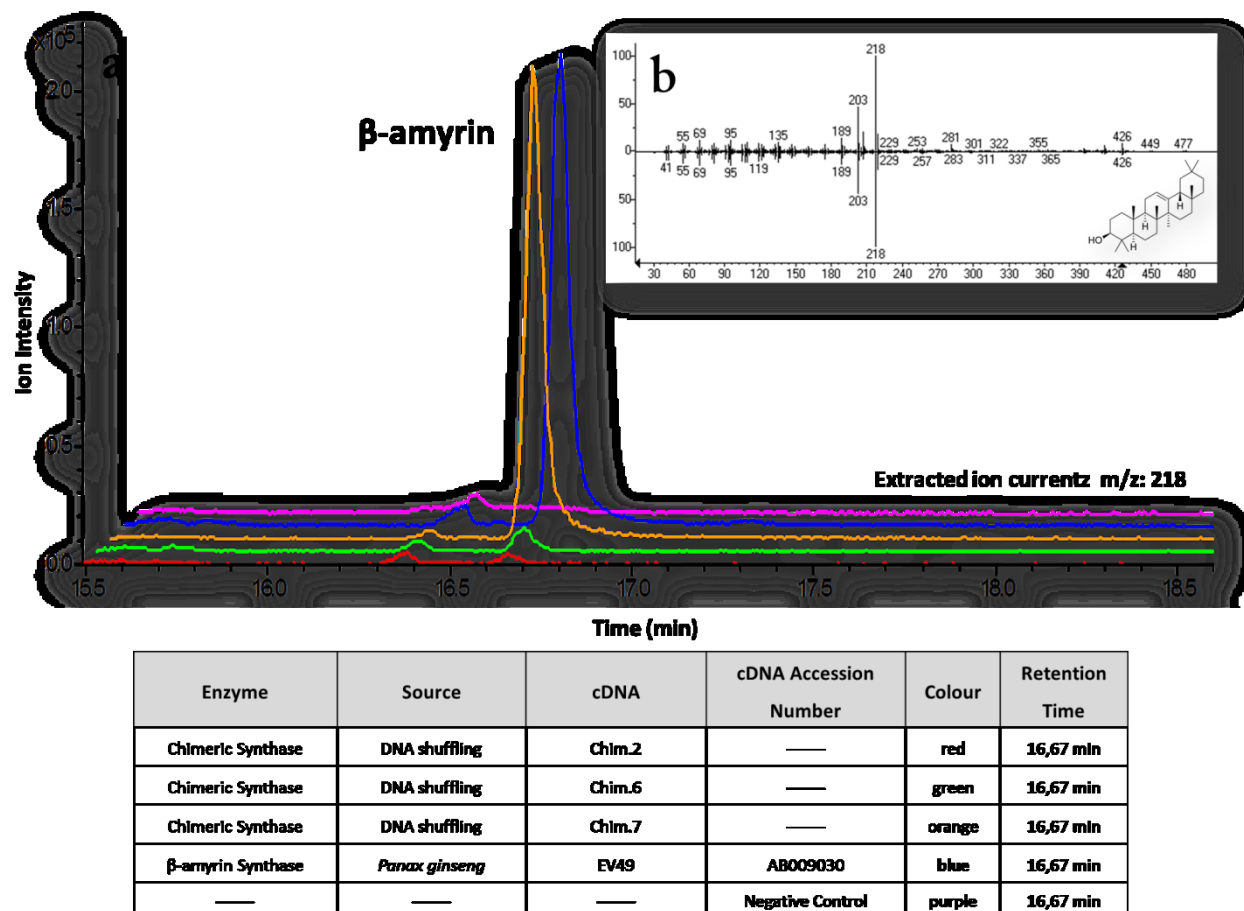 x10^5
a
2.0
1.5
1.0
0.5
0.0
Ion Intensity
β-amyrin
b
100
50
0
50
100
218
203
55 69 95 135 189 229 253 281 301 322 355 426 449 477
41 55 69 95 119 189 229 257 283 311 337 365 426
203
218
HO
H
H
H
30 60 90 120 150 180 210 240 270 300 330 360 390 420 450 480
Extracted ion currentz m/z: 218
15.5 16.0 16.5 17.0 17.5 18.0 18.5
Time (min)
Enzyme Source cDNA cDNA Accession Number Colour Retention Time
Chimeric Synthase DNA shuffling Chim.2 —— red 16,67 min
Chimeric Synthase DNA shuffling Chim.6 —— green 16,67 min
Chimeric Synthase DNA shuffling Chim.7 —— orange 16,67 min
β-amyrin Synthase Panax ginseng EV49 AB009030 blue 16,67 min
—— —— —— Negative Control purple 16,67 min